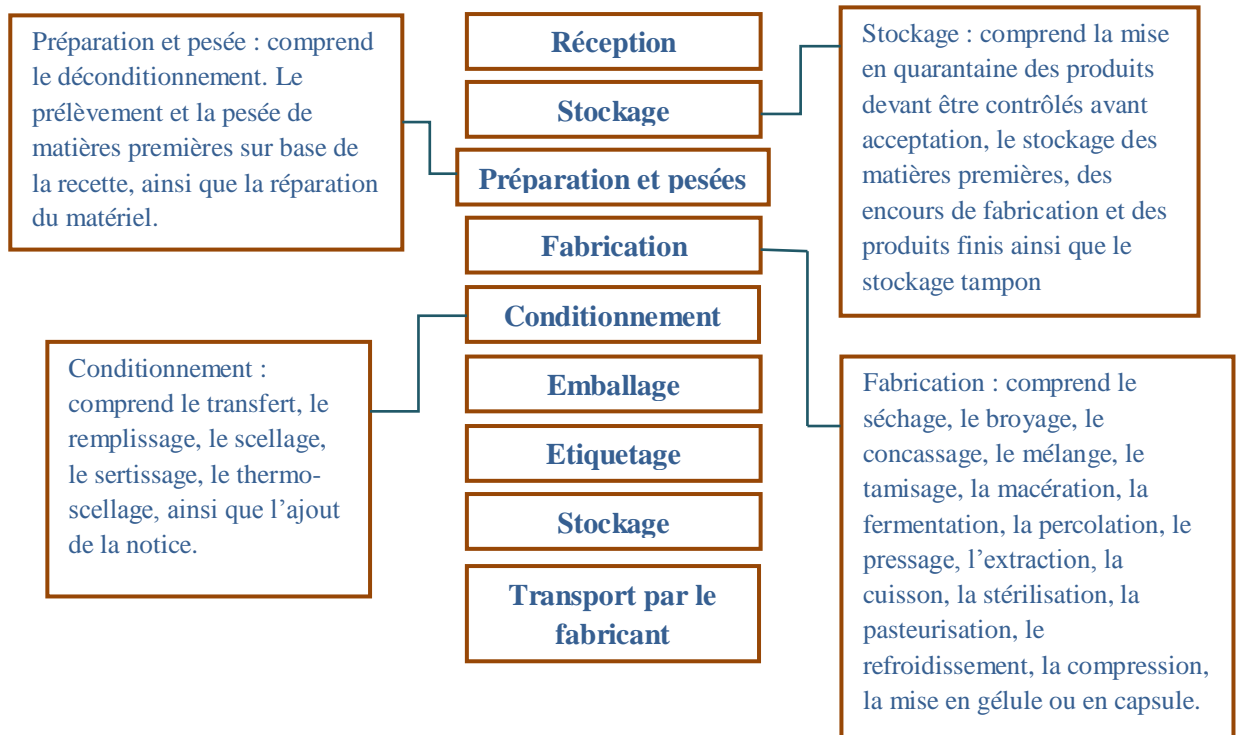 Préparation et pesée : comprend
le déconditionnement. Le
prélèvement et la pesée de
matières premières sur base de
la recette, ainsi que la réparation
du matériel.
Réception
Stockage
Préparation et pesées
Fabrication
Conditionnement
Emballage
Etiquetage
Stockage
Transport par le
fabricant
Stockage : comprend la mise
en quarantaine des produits
devant être contrôlés avant
acceptation, le stockage des
matières premières, des
encours de fabrication et des
produits finis ainsi que le
stockage tampon
Conditionnement :
comprend le transfert, le
remplissage, le scellage,
le sertissage, le thermo-
scellage, ainsi que l’ajout
de la notice.
Fabrication : comprend le
séchage, le broyage, le
concassage, le mélange, le
tamisage, la macération, la
fermentation, la percolation, le
pressage, l’extraction, la
cuisson, la stérilisation, la
pasteurisation, le
refroidissement, la compression,
la mise en gélule ou en capsule.